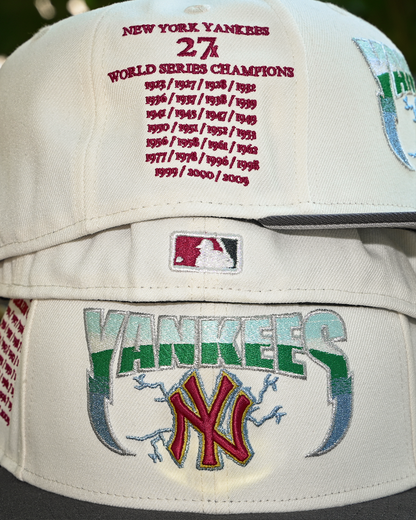 NEW YORK YANKEES
27x
WORLD SERIES CHAMPIONS
1923 / 1927 / 1928 / 1932
1936 / 1937 / 1938 / 1939
1941 / 1943 / 1947 / 1949
1950 / 1951 / 1952 / 1953
1956 / 1958 / 1961 / 1962
1977 / 1978 / 1996 / 1998
1999 / 2000 / 2009
YANKEES
NY